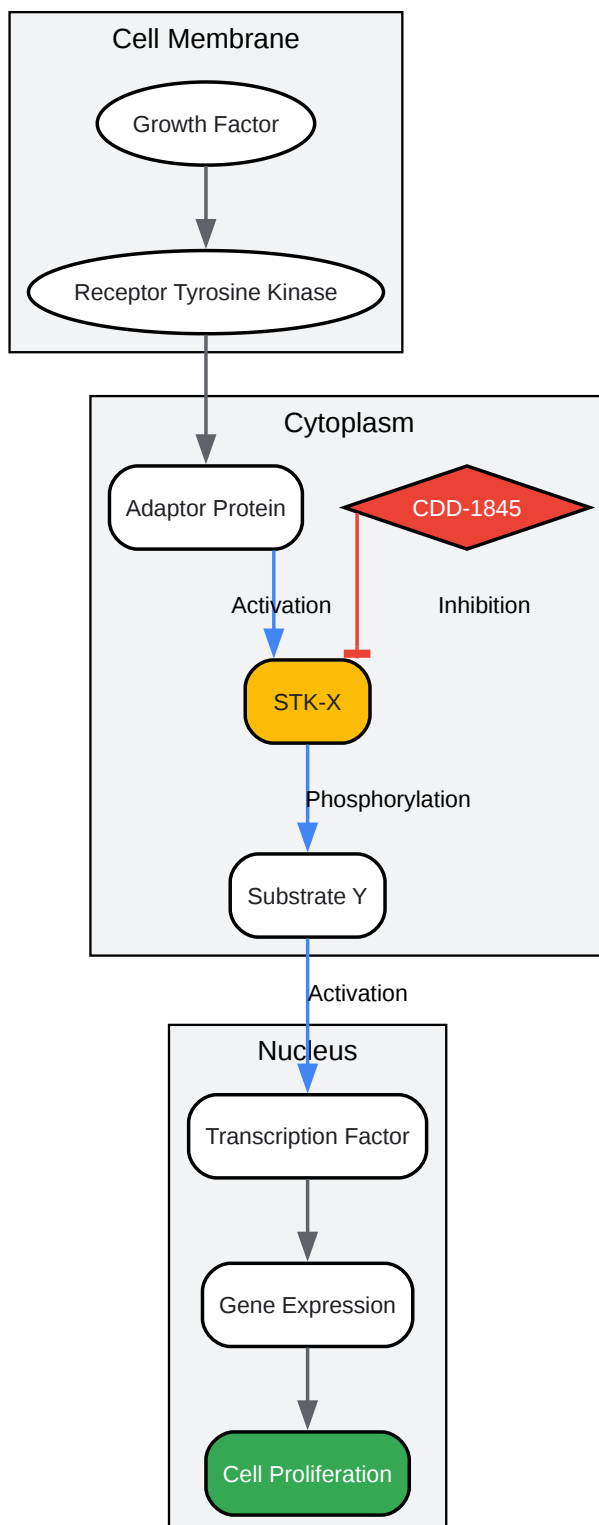 Cell Membrane
Growth Factor
Receptor Tyrosine Kinase
Cytoplasm
Adaptor Protein
CDD-1845
Activation
Inhibition
STK-X
Phosphorylation
Substrate Y
Activation
Nucleus
Transcription Factor
Gene Expression
Cell Proliferation